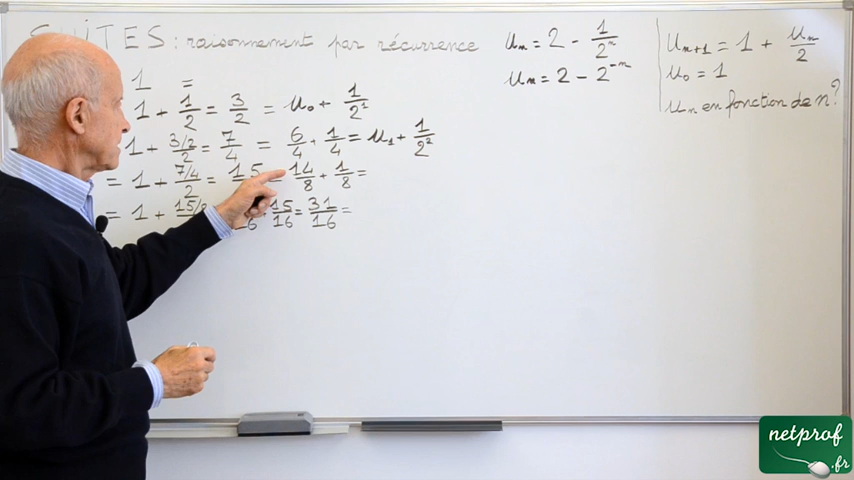 SUITES : raisonnement par récurrence
1 =
1 + 1/2 = 3/2 = u₀ + 1/2¹
1 + 3/2/2 = 7/4 = 6/4 + 1/4 = u₁ + 1/2²
= 1 + 7/4/2 = 15 = 14/8 + 1/8 =
= 1 + 15/8 15/16 = 31/16 =
uₙ = 2 - 1/2ⁿ
uₙ = 2 - 2⁻ⁿ
uₙ₊₁ = 1 + uₙ/2
u₀ = 1
uₙ en fonction de n ?
netprof
.fr